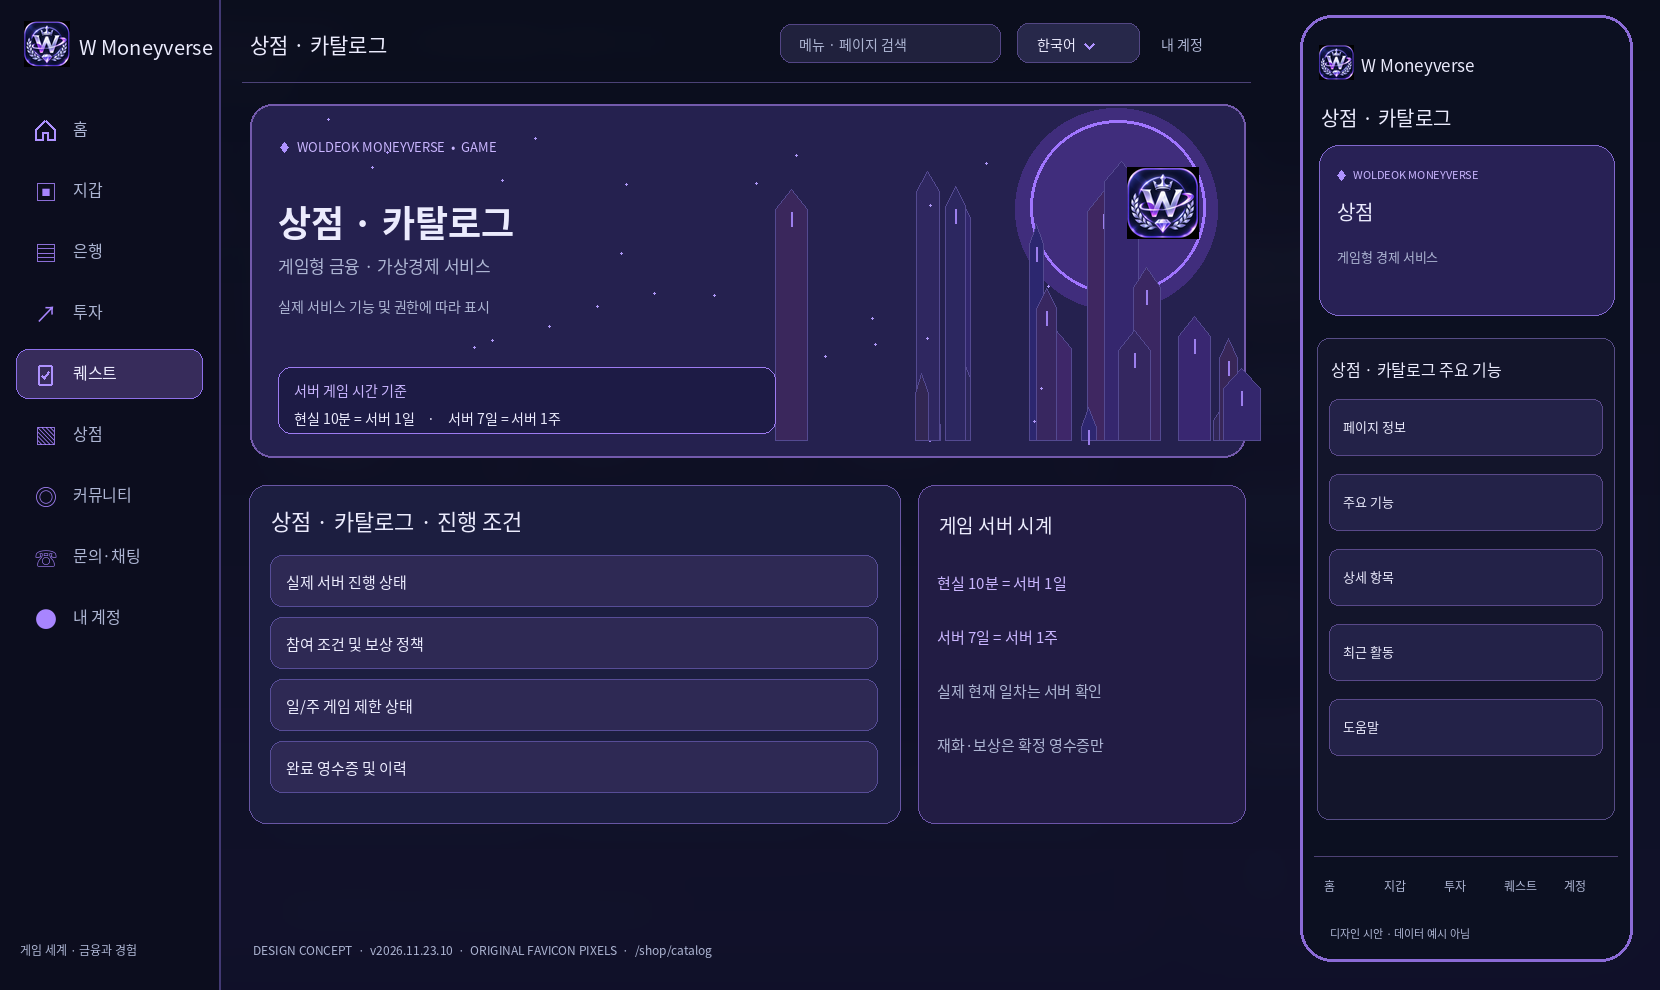 W Moneyverse
홈
지갑
은행
투자
퀘스트
상점
커뮤니티
문의·채팅
내 계정
게임 세계 · 금융과 경험
상점 · 카탈로그
메뉴 · 페이지 검색
한국어
내 계정
WOLDEOK MONEYVERSE • GAME
상점 · 카탈로그
게임형 금융 · 가상경제 서비스
실제 서비스 기능 및 권한에 따라 표시
서버 게임 시간 기준
현실 10분 = 서버 1일 · 서버 7일 = 서버 1주
W
상점 · 카탈로그 · 진행 조건
실제 서버 진행 상태
참여 조건 및 보상 정책
일/주 게임 제한 상태
완료 영수증 및 이력
게임 서버 시계
현실 10분 = 서버 1일
서버 7일 = 서버 1주
실제 현재 일차는 서버 확인
재화·보상은 확정 영수증만
DESIGN CONCEPT · v2026.11.23.10 · ORIGINAL FAVICON PIXELS · /shop/catalog
W Moneyverse
상점 · 카탈로그
WOLDEOK MONEYVERSE
상점
게임형 경제 서비스
상점 · 카탈로그 주요 기능
페이지 정보
주요 기능
상세 항목
최근 활동
도움말
홈 지갑 투자 퀘스트 계정
디자인 시안 · 데이터 예시 아님